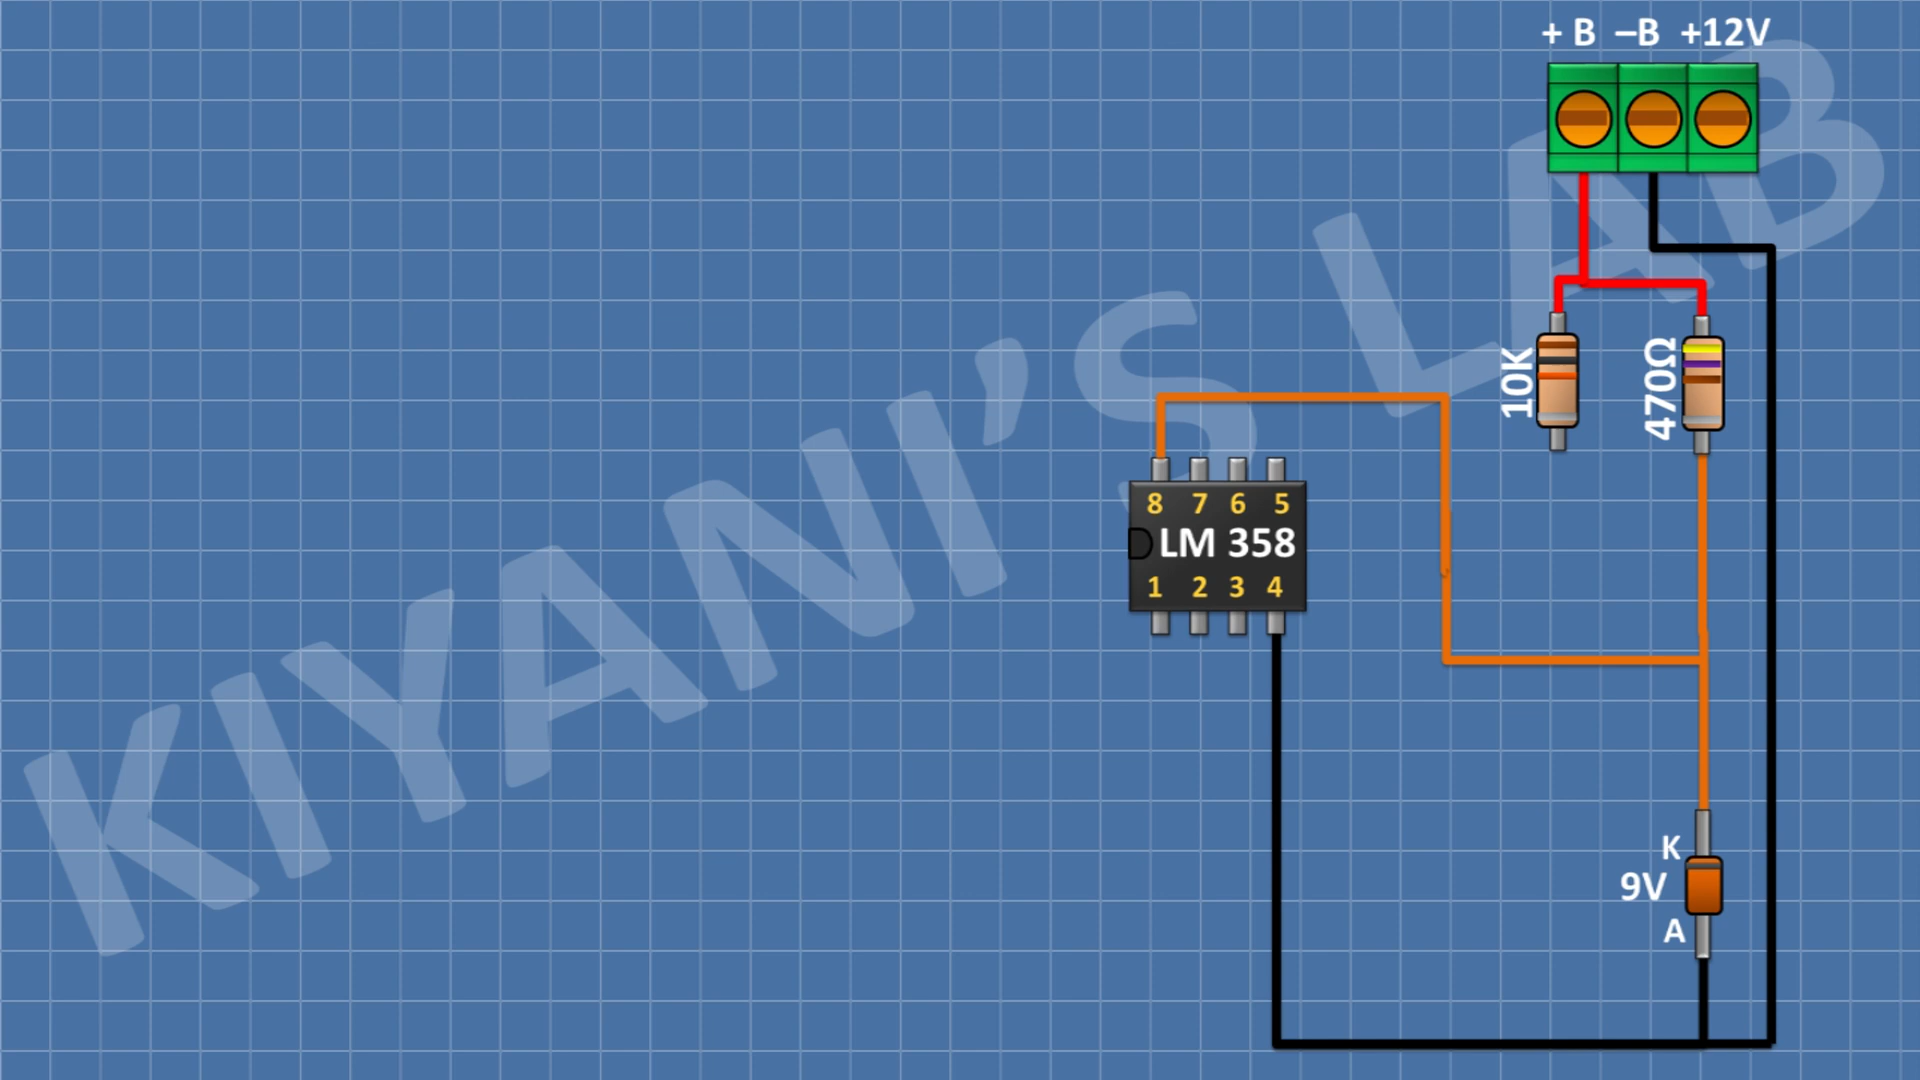 + B –B +12V
10K
470Ω
8 7 6 5
LM 358
1 2 3 4
K
9V
A
KIYANI'S LAB